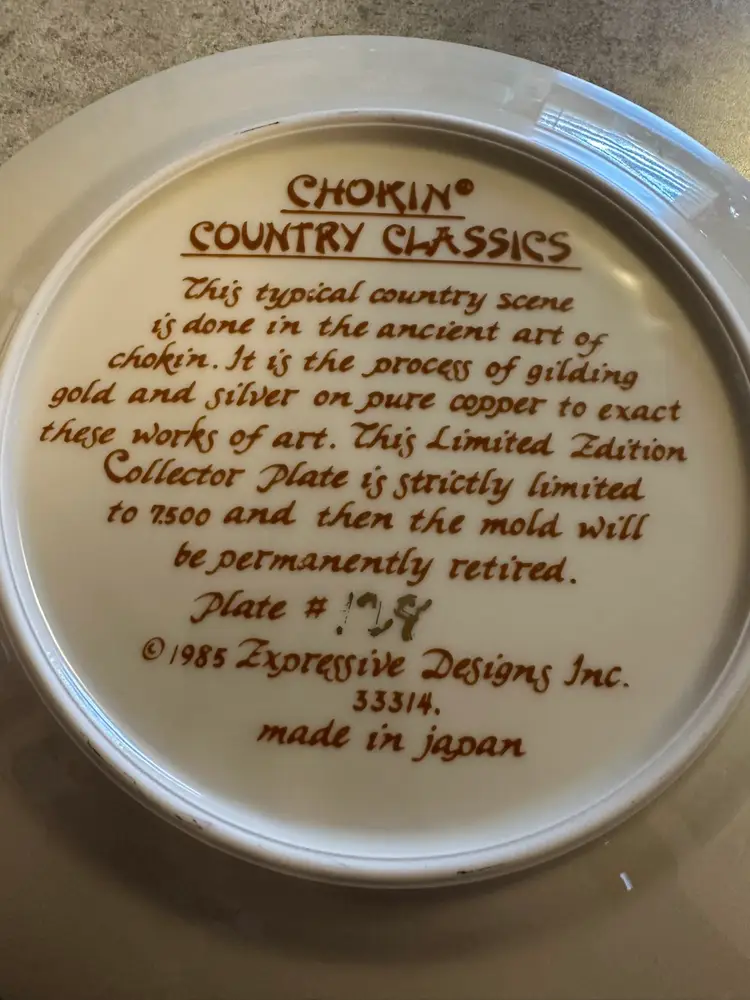 CHOKIN®
COUNTRY CLASSICS
This typical country scene
is done in the ancient art of
chokin. It is the process of gilding
gold and silver on pure copper to exact
these works of art. This Limited Edition
Collector Plate is strictly limited
to 7500 and then the mold will
be permanently retired.
Plate # 128
©1985 Expressive Designs Inc.
33314.
made in japan